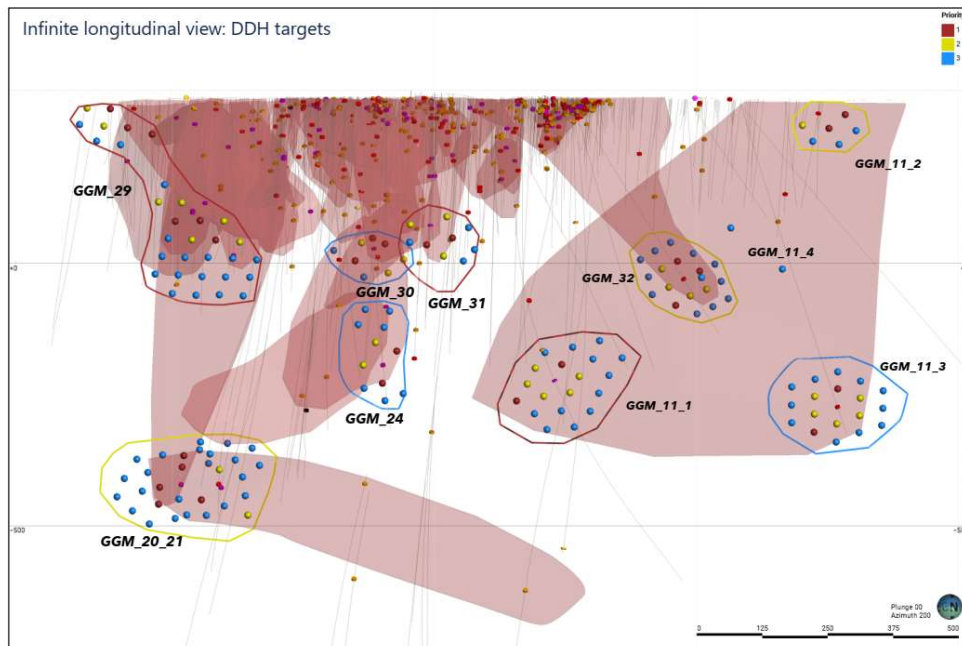 Infinite longitudinal view: DDH targets
Priority
1
2
3
GGM_11_2
GGM_29
GGM_11_4
+0
GGM_32
GGM_30
GGM_31
GGM_11_3
GGM_24
GGM_11_1
-500
GGM_20_21
Plunge 00
Azimuth 200
0 125 250 375 500